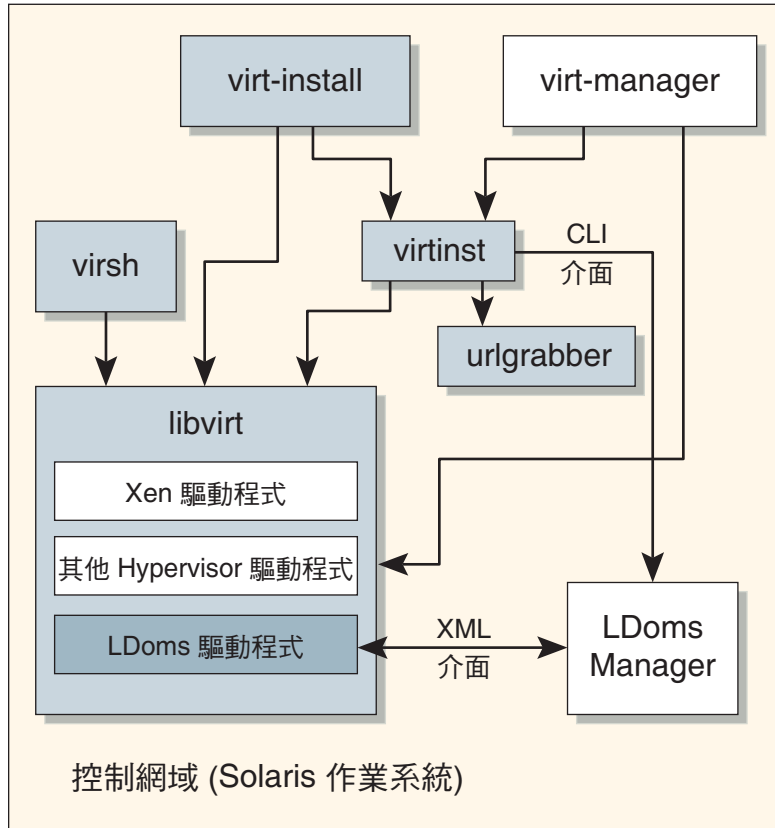 virt-install
virt-manager
virsh
virtinst
CLI
介面
urlgrabber
libvirt
Xen 驅動程式
其他 Hypervisor 驅動程式
LDoms 驅動程式
XML
介面
LDoms
Manager
控制網域 (Solaris 作業系統)